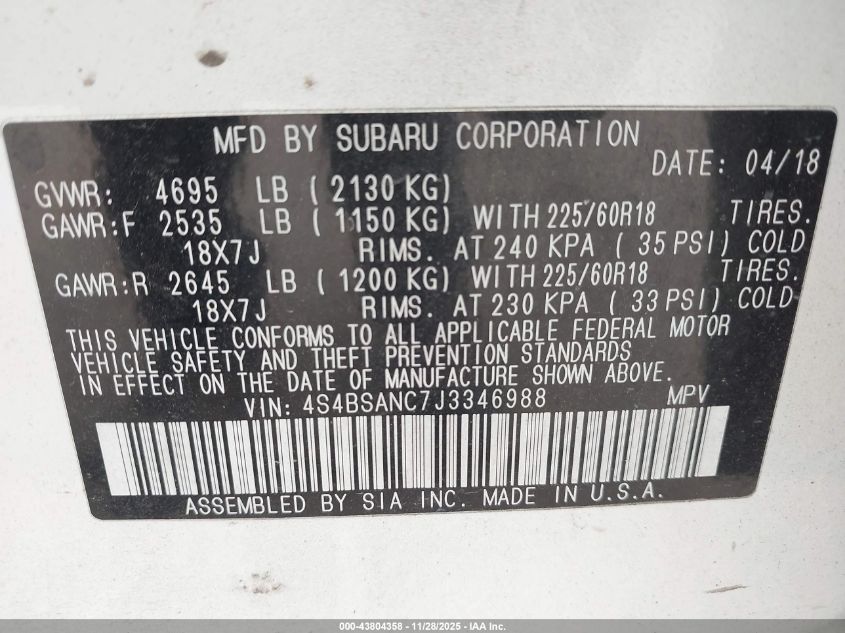 MFD BY SUBARU CORPORATION
DATE: 04/18
GVWR: 4695 LB ( 2130 KG)
GAWR:F 2535 LB ( 1150 KG) WITH 225/60R18 TIRES.
18X7J RIMS. AT 240 KPA ( 35 PSI) COLD
GAWR:R 2645 LB ( 1200 KG) WITH 225/60R18 TIRES.
18X7J RIMS. AT 230 KPA ( 33 PSI) COLD
THIS VEHICLE CONFORMS TO ALL APPLICABLE FEDERAL MOTOR
VEHICLE SAFETY AND THEFT PREVENTION STANDARDS
IN EFFECT ON THE DATE OF MANUFACTURE SHOWN ABOVE.
VIN: 4S4BSANC7J3346988 MPV
ASSEMBLED BY SIA INC. MADE IN U.S.A.
000-43804358 | 11/28/2025 - IAA Inc.